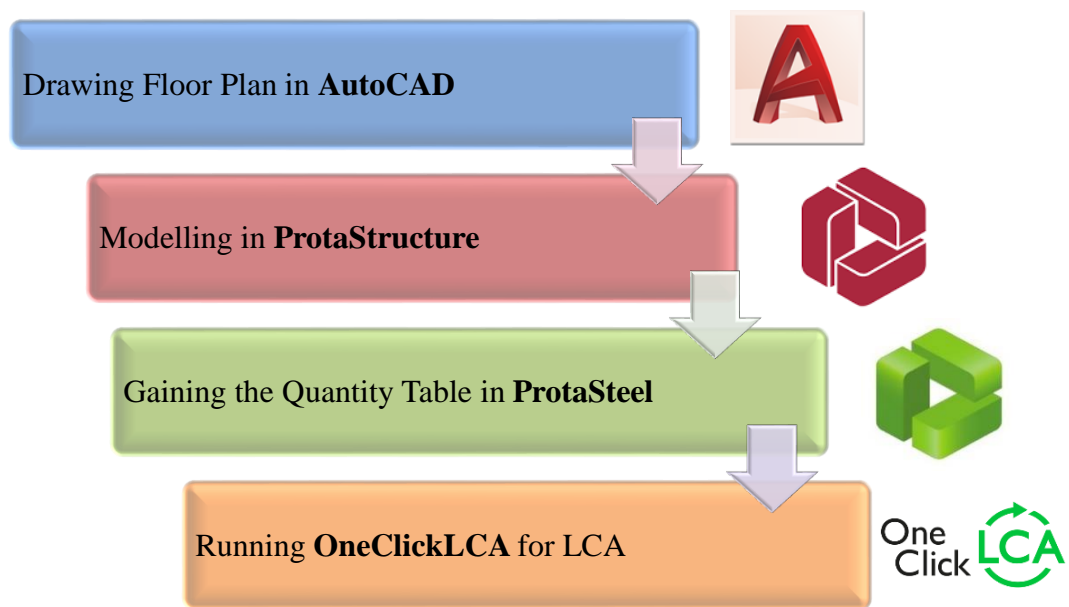 Drawing Floor Plan in AutoCAD
Modelling in ProtaStructure
Gaining the Quantity Table in ProtaSteel
Running OneClickLCA for LCA
One
Click LCA